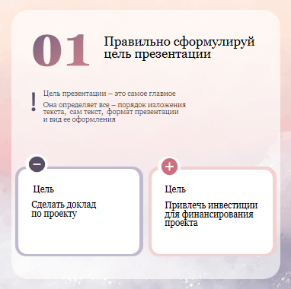 01
Правильно сформулируй
цель презентации
!
Цель презентации – это самое главное
Она определяет все – порядок изложения
текста, сам текст, формат презентации
и вид ее оформления
−
+
Цель
Сделать доклад
по проекту
Цель
Привлечь инвестиции
для финансирования
проекта